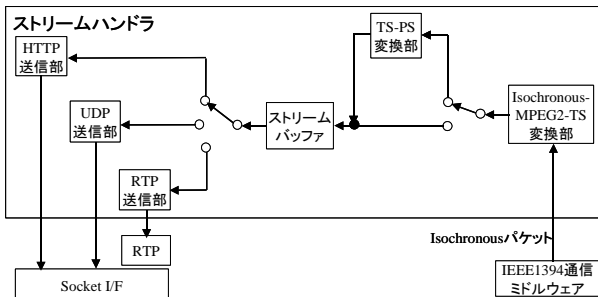 ストリームハンドラ
HTTP
送信部
TS-PS
変換部
UDP
送信部
ストリーム
バッファ
Isochronous-
MPEG2-TS
変換部
RTP
送信部
RTP
Isochronousパケット
Socket I/F
IEEE1394通信
ミドルウェア